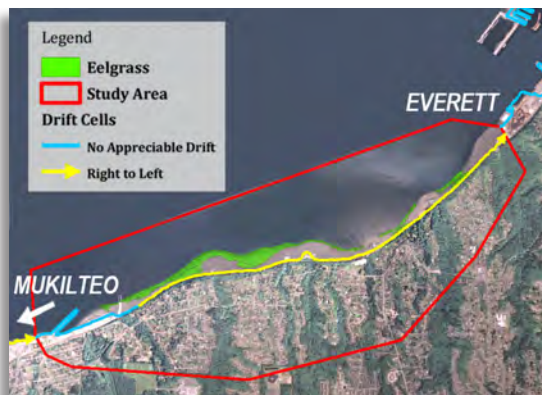 Legend
Eelgrass
Study Area
Drift Cells
No Appreciable Drift
Right to Left
EVERETT
MUKILTEO